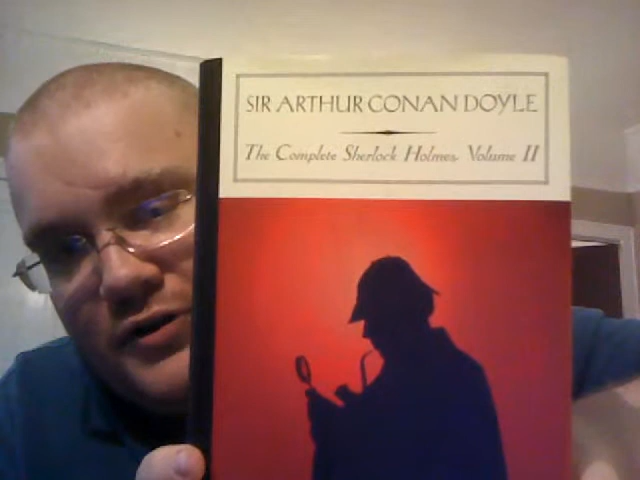 SIR ARTHUR CONAN DOYLE
The Complete Sherlock Holmes, Volume II